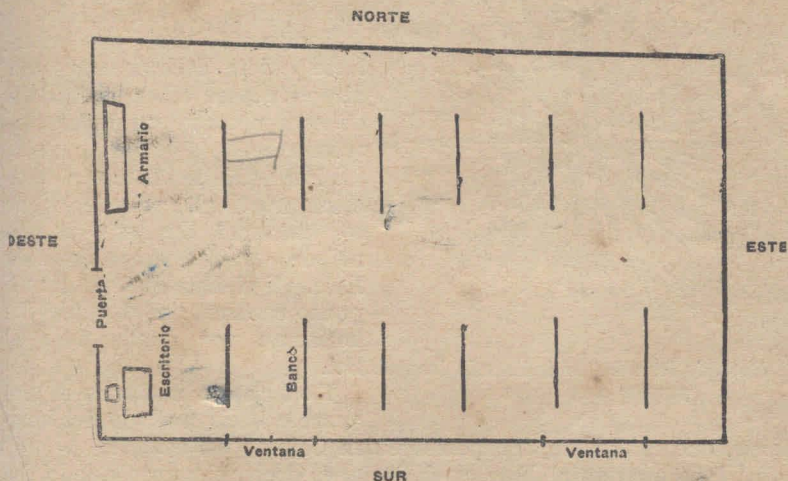 NORTE
Armario
OESTE
ESTE
Puerta
Escritorio
Banco
Ventana
Ventana
SUR